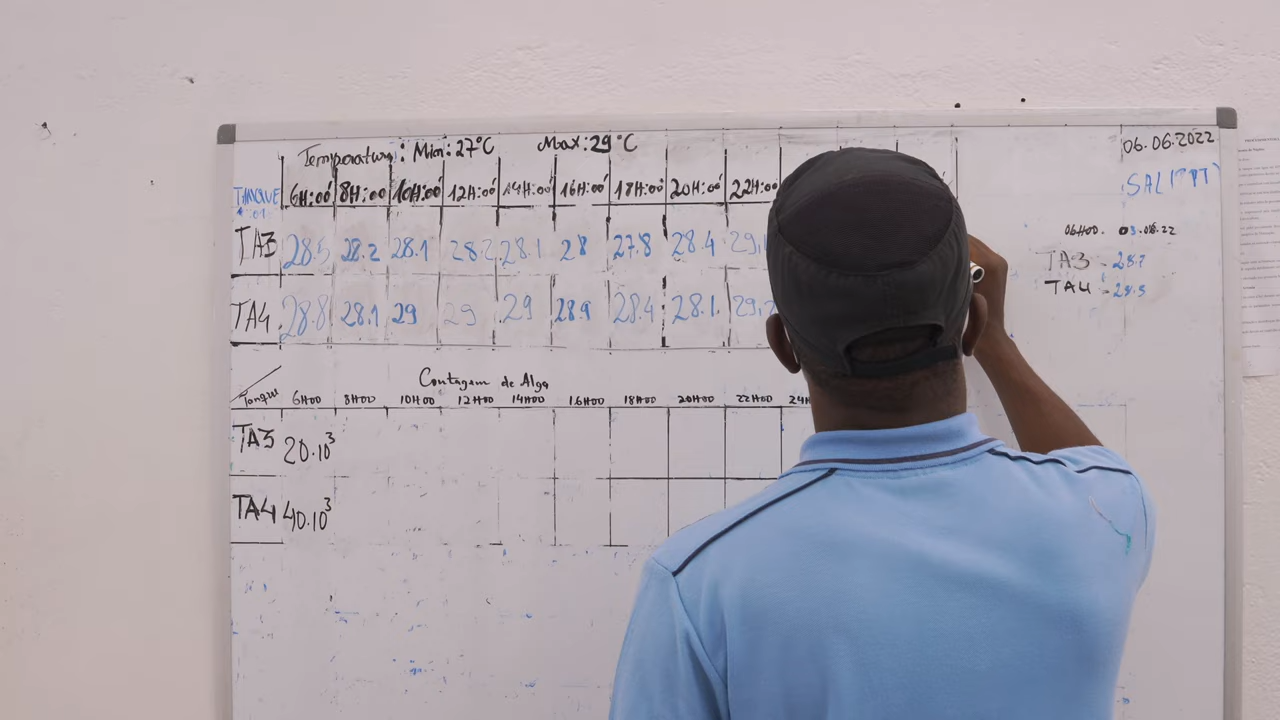 Temperatura: Min: 27°C Max: 29°C
06.06.2022
TANQUE 6H:00 8H:00 10H:00 12H:00 14H:00 16H:00 18H:00 20H:00 22H:00
TA3 28.5 28.2 28.1 28.2 28.1 28 27.8 28.4 29,1
TA4 28.8 28.1 29 29 29 28.9 28.4 28.1 29,2
06H00.
TA3 - 28.7
TA4 - 28.5
Contagem de Alga
Tanque 6H00 8H00 10H00 12H00 14H00 16H00 18H00 20H00 22H00
TA3 20.10³
TA4 40.10³